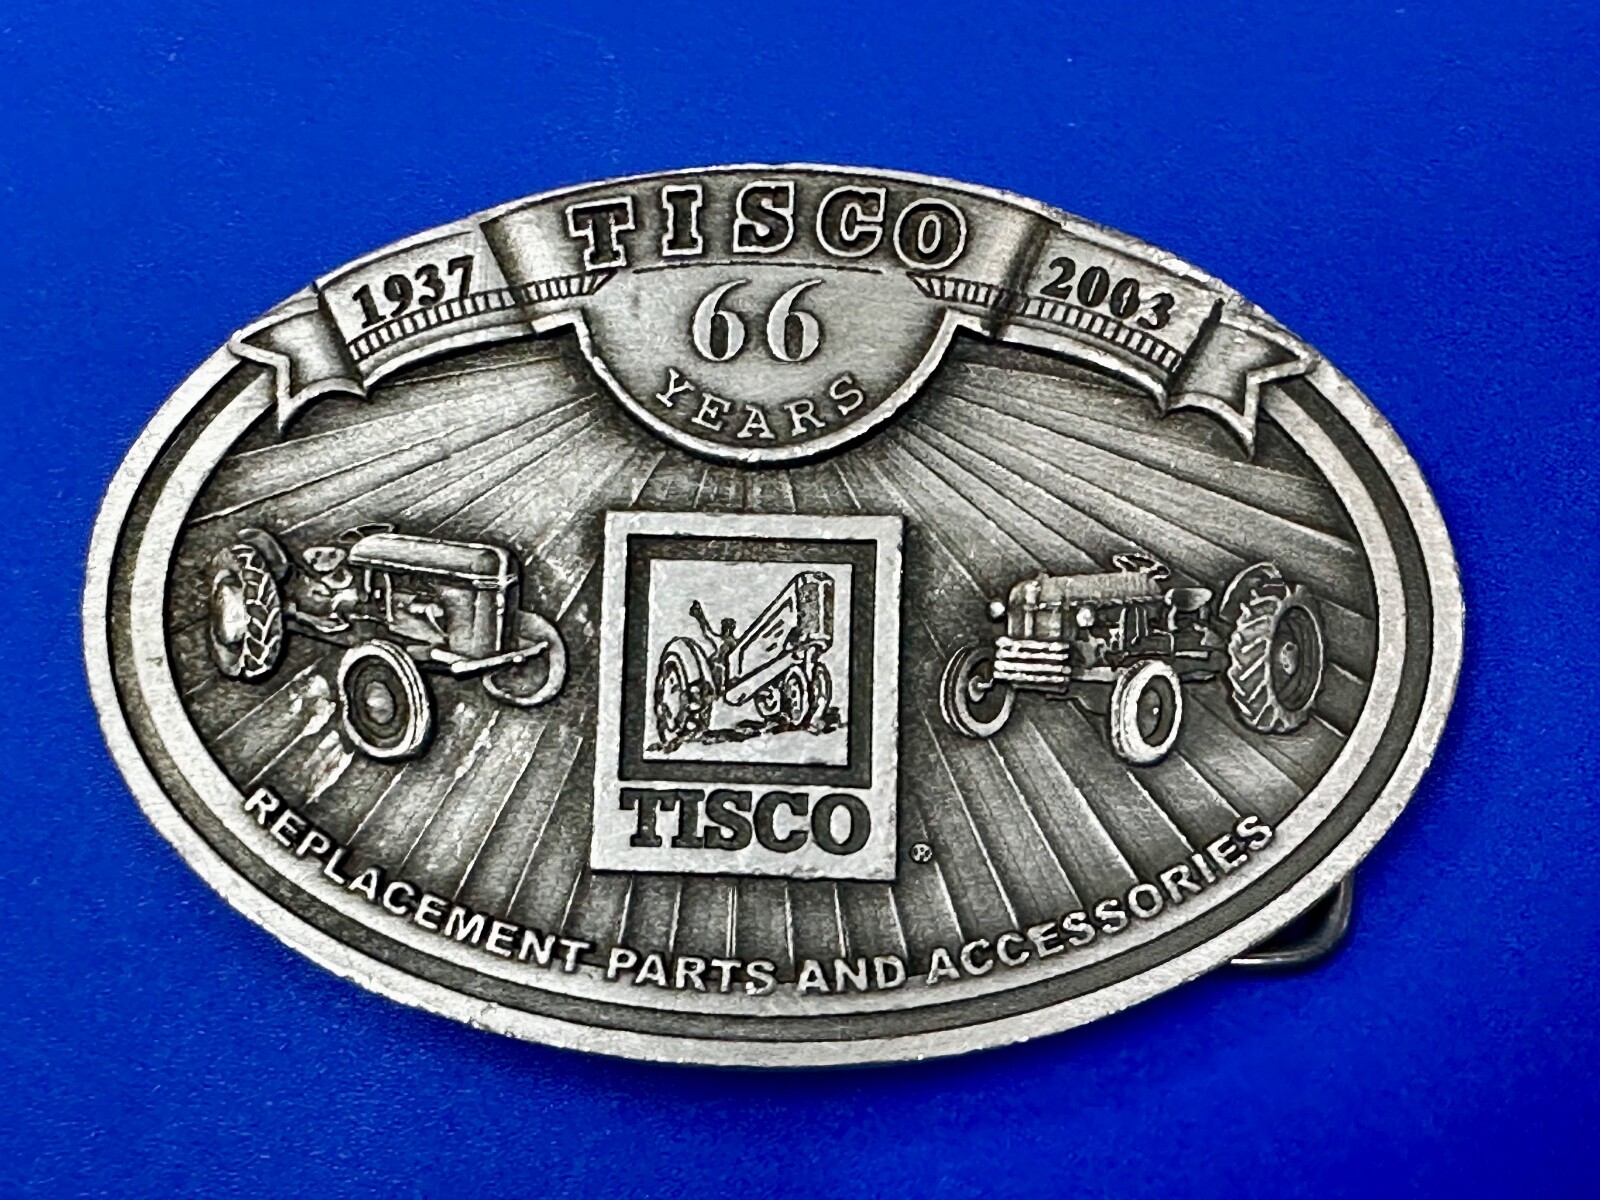 TISCO
1937 2003
66
YEARS
TISCO ®
REPLACEMENT PARTS AND ACCESSORIES